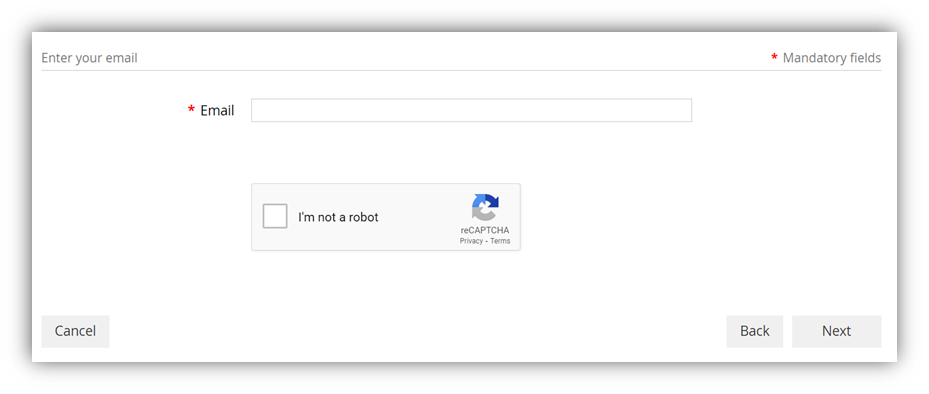 Enter your email
* Mandatory fields
* Email
I'm not a robot
reCAPTCHA
Privacy - Terms
Cancel
Back
Next